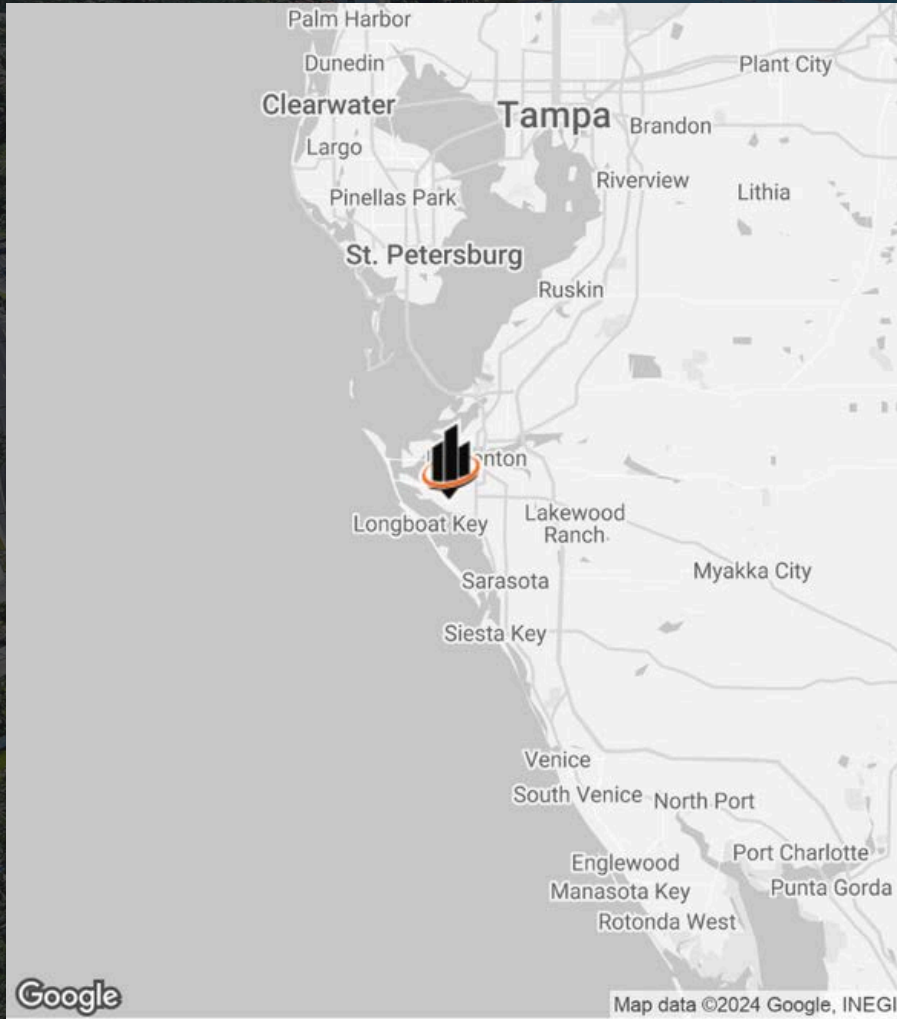 Palm Harbor
Dunedin
Plant City
Clearwater
Tampa
Brandon
Largo
Riverview
Lithia
Pinellas Park
St. Petersburg
Ruskin
enton
Longboat Key
Lakewood
Ranch
Myakka City
Sarasota
Siesta Key
Venice
South Venice
North Port
Englewood
Port Charlotte
Manasota Key
Punta Gorda
Rotonda West
Google
Map data ©2024 Google, INEGI